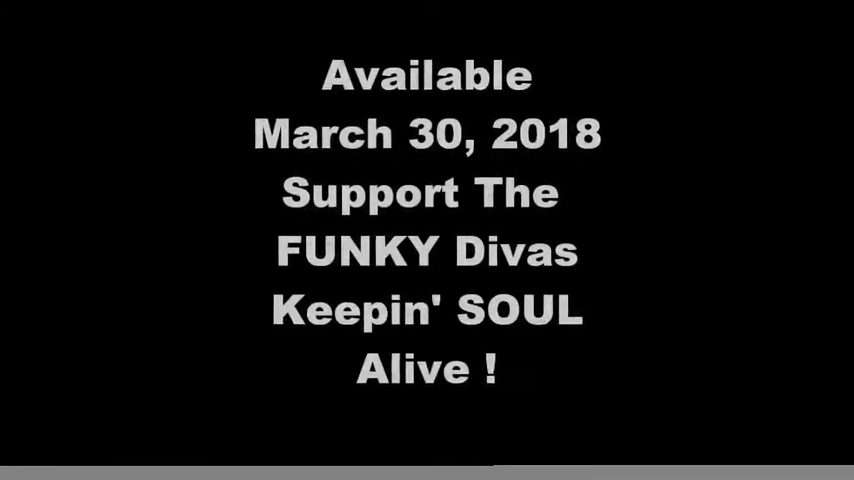 Available
March 30, 2018
Support The
FUNKY Divas
Keepin' SOUL
Alive !